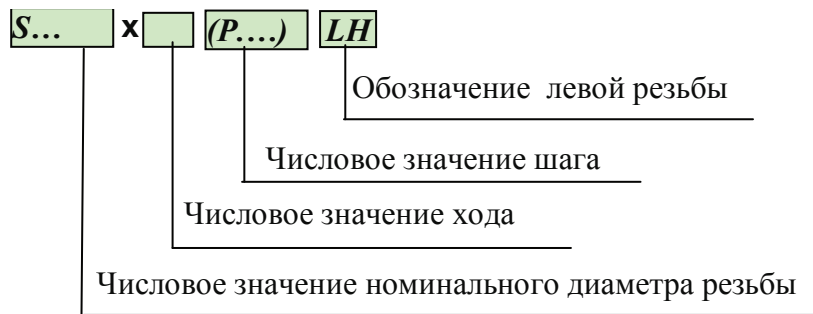 S... x (P....) LH
Обозначение левой резьбы
Числовое значение шага
Числовое значение хода
Числовое значение номинального диаметра резьбы